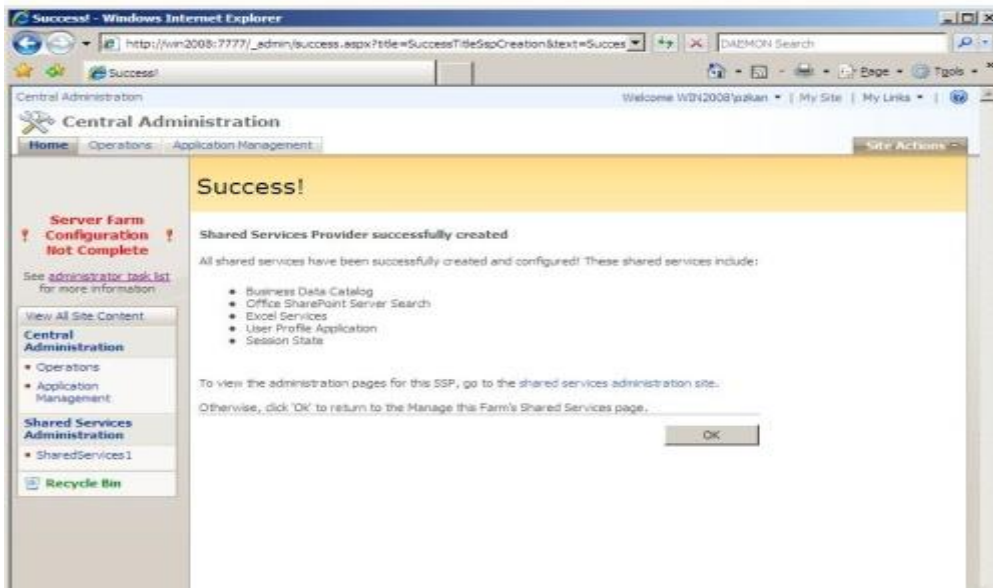 Success! - Windows Internet Explorer
http://win2008:7777/_admin/success.aspx?title=SuccessTitleSspCreation&text=Succes
DAEMON Search
Success!
Page
Tools
Central Administration
Welcome WIN2008\ozkan | My Site | My Links |
Central Administration
Home Operations Application Management
Site Actions
Success!
Server Farm
Configuration
Not Complete
See administrator task list
for more information
View All Site Content
Central
Administration
Operations
Application
Management
Shared Services
Administration
SharedServices1
Recycle Bin
Shared Services Provider successfully created
All shared services have been successfully created and configured! These shared services include:
Business Data Catalog
Office SharePoint Server Search
Excel Services
User Profile Application
Session State
To view the administration pages for this SSP, go to the shared services administration site.
Otherwise, click 'OK' to return to the Manage this Farm's Shared Services page.
OK